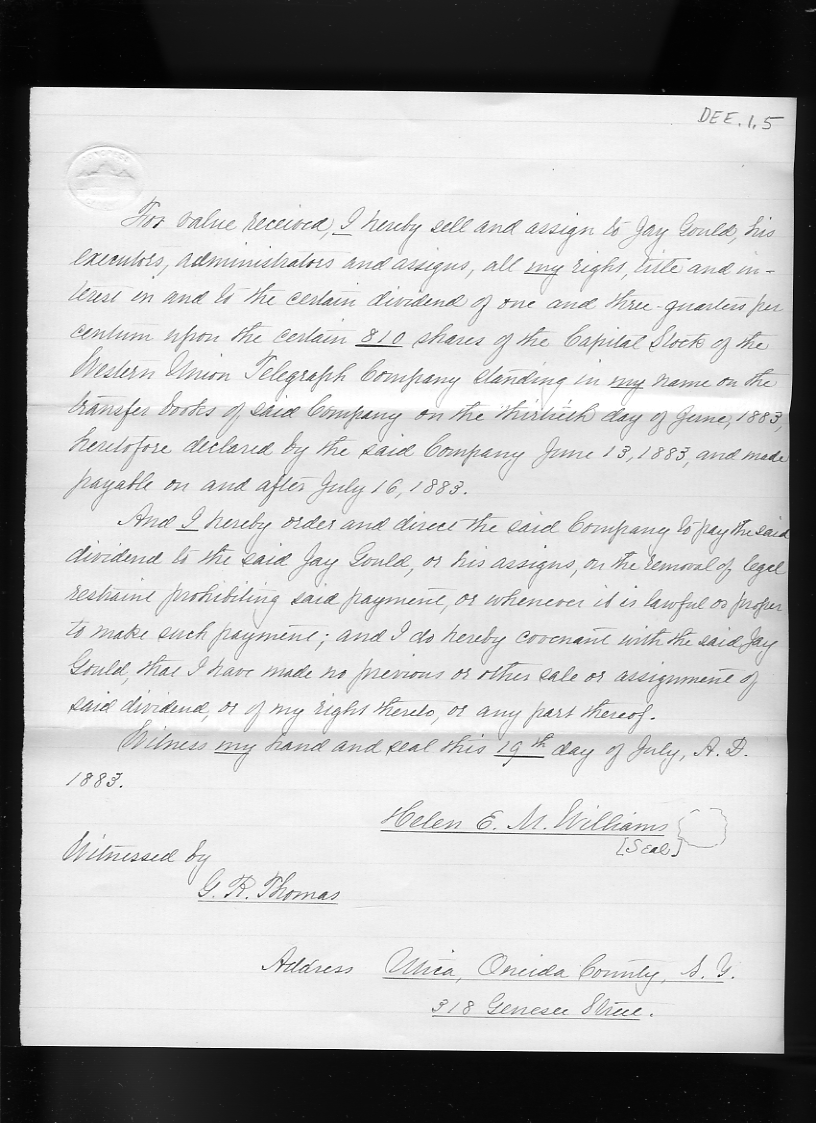 DEE.1.5
CONGRESS
For value received, I hereby sell and assign to Jay Gould, his
executors, administrators and assigns, all my right, title and in-
terest in and to the certain dividend of one and three-quarters per
centum upon the certain 810 shares of the Capital Stock of the
Western Union Telegraph Company standing in my name on the
transfer books of said Company on the thirtieth day of June, 1883,
heretofore declared by the said Company June 13, 1883, and made
payable on and after July 16, 1883.
And I hereby order and direct the said Company to pay the said
dividend to the said Jay Gould, or his assigns, on the removal of legal
restraint prohibiting said payment, or whenever it is lawful or proper
to make such payment; and I do hereby covenant with the said Jay
Gould, that I have made no previous or other sale or assignment of
said dividend, or of my right thereto, or any part thereof.
Witness my hand and seal this 19th day of July, A.D.
1883.
Helen E. M. Williams
[Seal]
Witnessed by
G. R. Thomas
Address Utica, Oneida County, N. Y.
318 Genesee Street.